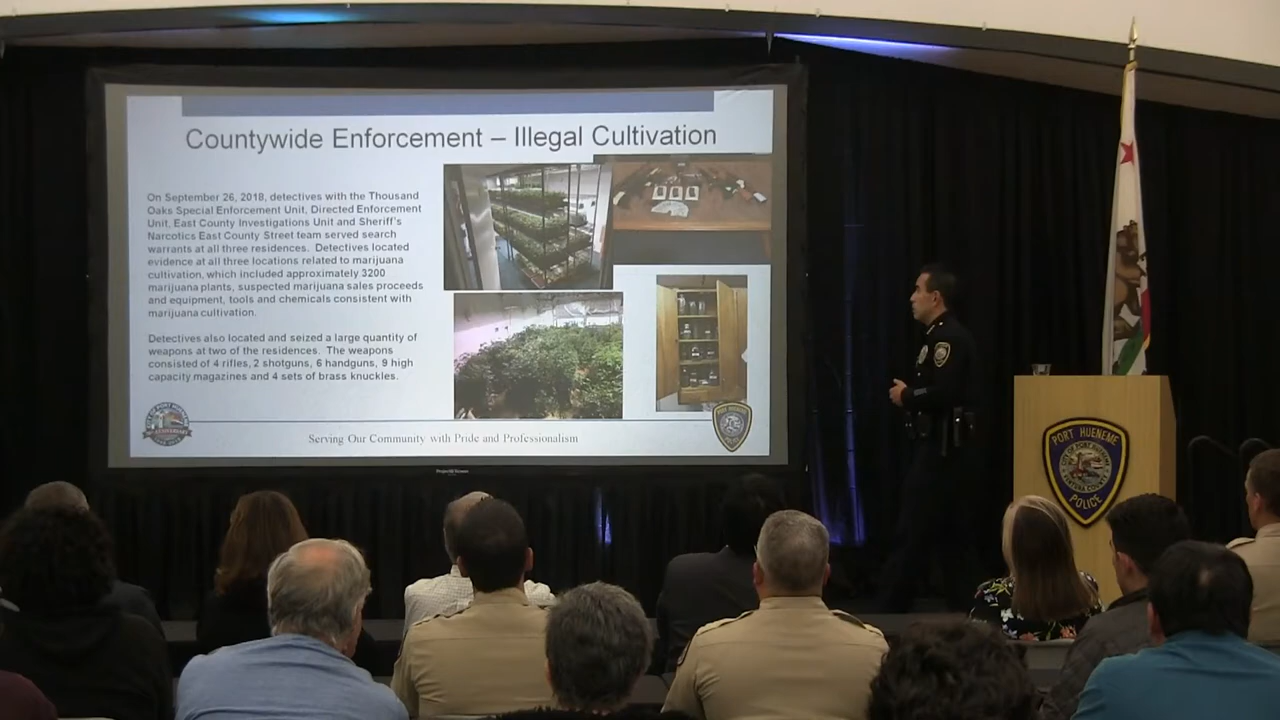 Countywide Enforcement – Illegal Cultivation
On September 26, 2018, detectives with the Thousand
Oaks Special Enforcement Unit, Directed Enforcement
Unit, East County Investigations Unit and Sheriff's
Narcotics East County Street team served search
warrants at all three residences. Detectives located
evidence at all three locations related to marijuana
cultivation, which included approximately 3200
marijuana plants, suspected marijuana sales proceeds
and equipment, tools and chemicals consistent with
marijuana cultivation.
Detectives also located and seized a large quantity of
weapons at two of the residences. The weapons
consisted of 4 rifles, 2 shotguns, 6 handguns, 9 high
capacity magazines and 4 sets of brass knuckles.
Serving Our Community with Pride and Professionalism
PORT HUENEME
POLICE